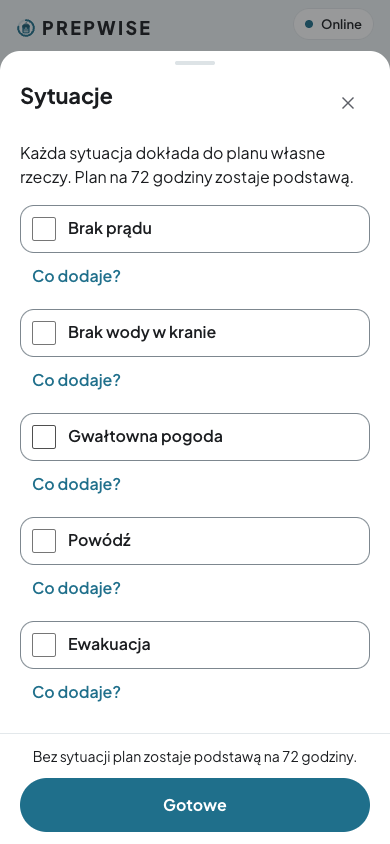 PREPWISE
Online
Sytuacje
Każda sytuacja dokłada do planu własne
rzeczy. Plan na 72 godziny zostaje podstawą.
Brak prądu
Co dodaje?
Brak wody w kranie
Co dodaje?
Gwałtowna pogoda
Co dodaje?
Powódź
Co dodaje?
Ewakuacja
Co dodaje?
Bez sytuacji plan zostaje podstawą na 72 godziny.
Gotowe